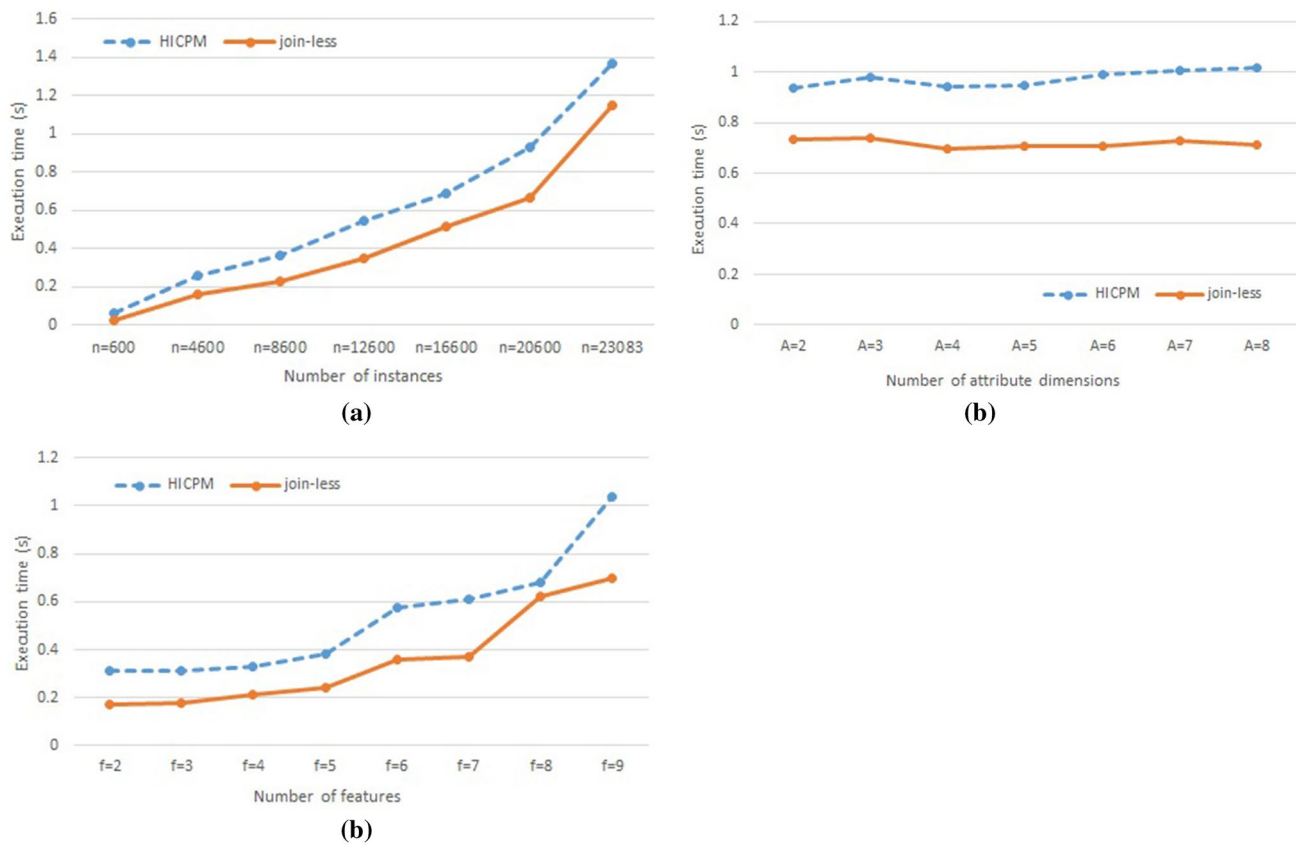 1.6
HICPM join-less
1.4
1.2
1
0.8
0.6
0.4
0.2
0
Execution time (s)
n=600 n=4600 n=8600 n=12600 n=16600 n=20600 n=23083
Number of instances
(a)
1.2
1
0.8
0.6
0.4
0.2
0
Execution time (s)
HICPM join-less
A=2 A=3 A=4 A=5 A=6 A=7 A=8
Number of attribute dimensions
(b)
1.2
HICPM join-less
1
0.8
0.6
0.4
0.2
0
Execution time (s)
f=2 f=3 f=4 f=5 f=6 f=7 f=8 f=9
Number of features
(b)